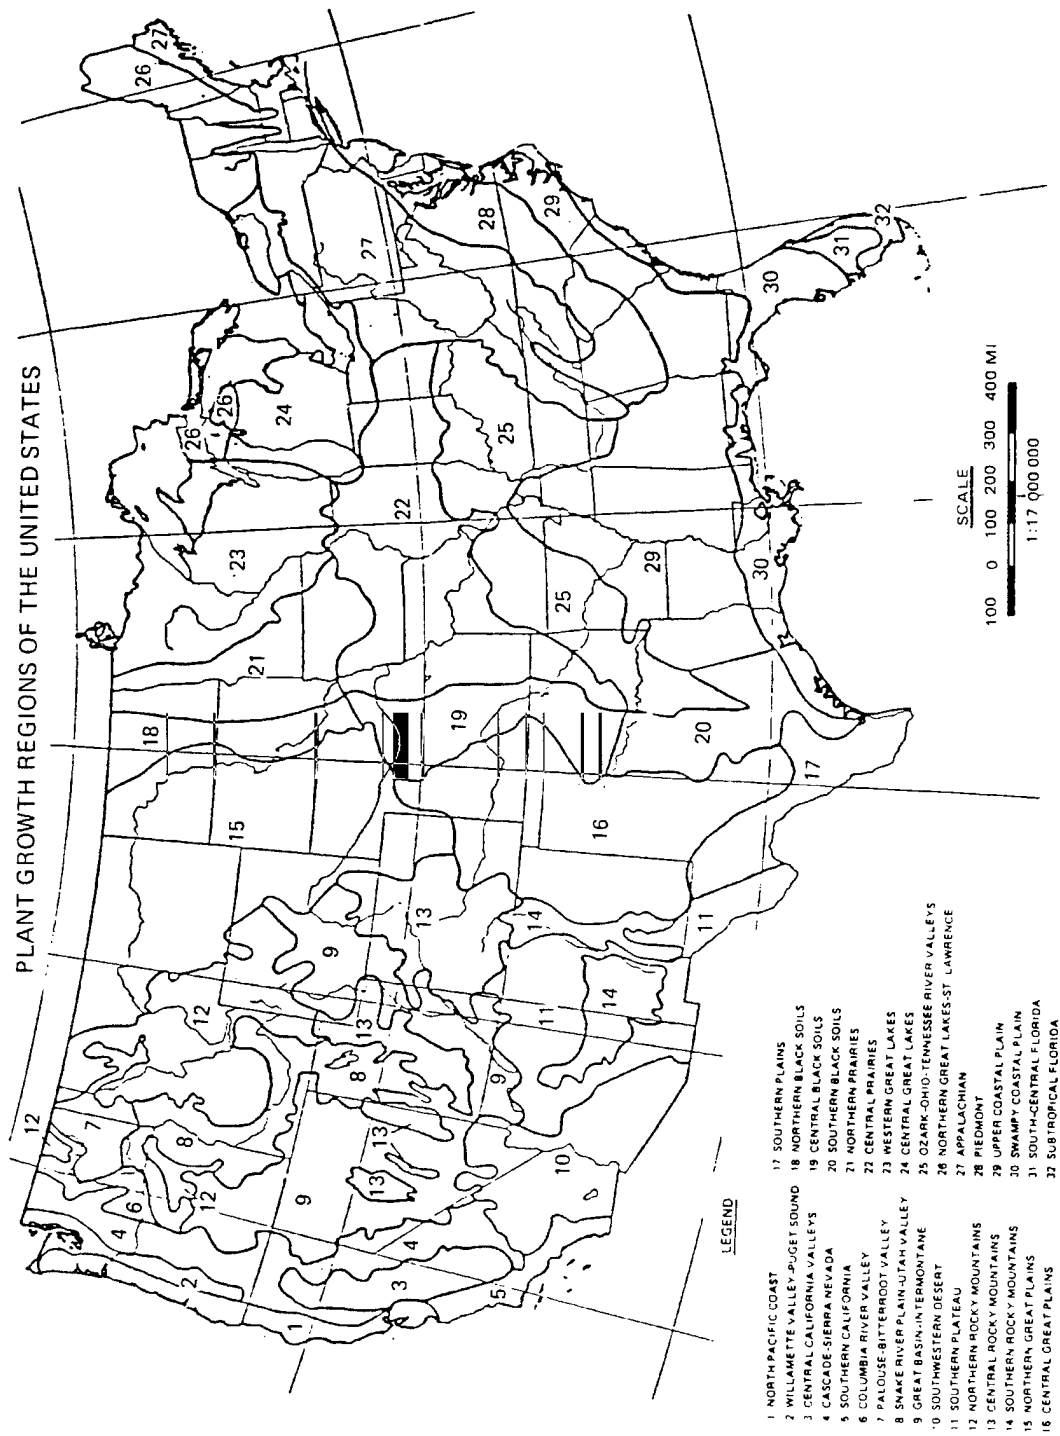 PLANT GROWTH REGIONS OF THE UNITED STATES
12
7
6
4
2
8
12
12
1
9
3
4
5
13
13
8
13
9
9
10
11
14
13
14
11
15
16
17
18
19
20
21
22
23
24
25
25
26
26
26
27
27
28
29
29
30
30
31
32
LEGEND
1 NORTH PACIFIC COAST
2 WILLAMETTE VALLEY-PUGET SOUND
3 CENTRAL CALIFORNIA VALLEYS
4 CASCADE-SIERRA NEVADA
5 SOUTHERN CALIFORNIA
6 COLUMBIA RIVER VALLEY
7 PALOUSE-BITTERROOT VALLEY
8 SNAKE RIVER PLAIN-UTAH VALLEY
9 GREAT BASIN-INTERMONTANE
10 SOUTHWESTERN DESERT
11 SOUTHERN PLATEAU
12 NORTHERN ROCKY MOUNTAINS
13 CENTRAL ROCKY MOUNTAINS
14 SOUTHERN ROCKY MOUNTAINS
15 NORTHERN GREAT PLAINS
16 CENTRAL GREAT PLAINS
17 SOUTHERN PLAINS
18 NORTHERN BLACK SOILS
19 CENTRAL BLACK SOILS
20 SOUTHERN BLACK SOILS
21 NORTHERN PRAIRIES
22 CENTRAL PRAIRIES
23 WESTERN GREAT LAKES
24 CENTRAL GREAT LAKES
25 OZARK-OHIO-TENNESSEE RIVER VALLEYS
26 NORTHERN GREAT LAKES-ST LAWRENCE
27 APPALACHIAN
28 PIEDMONT
29 UPPER COASTAL PLAIN
30 SWAMPY COASTAL PLAIN
31 SOUTH-CENTRAL FLORIDA
32 SUBTROPICAL FLORIDA
SCALE
100 0 100 200 300 400 MI
1:17 000 000